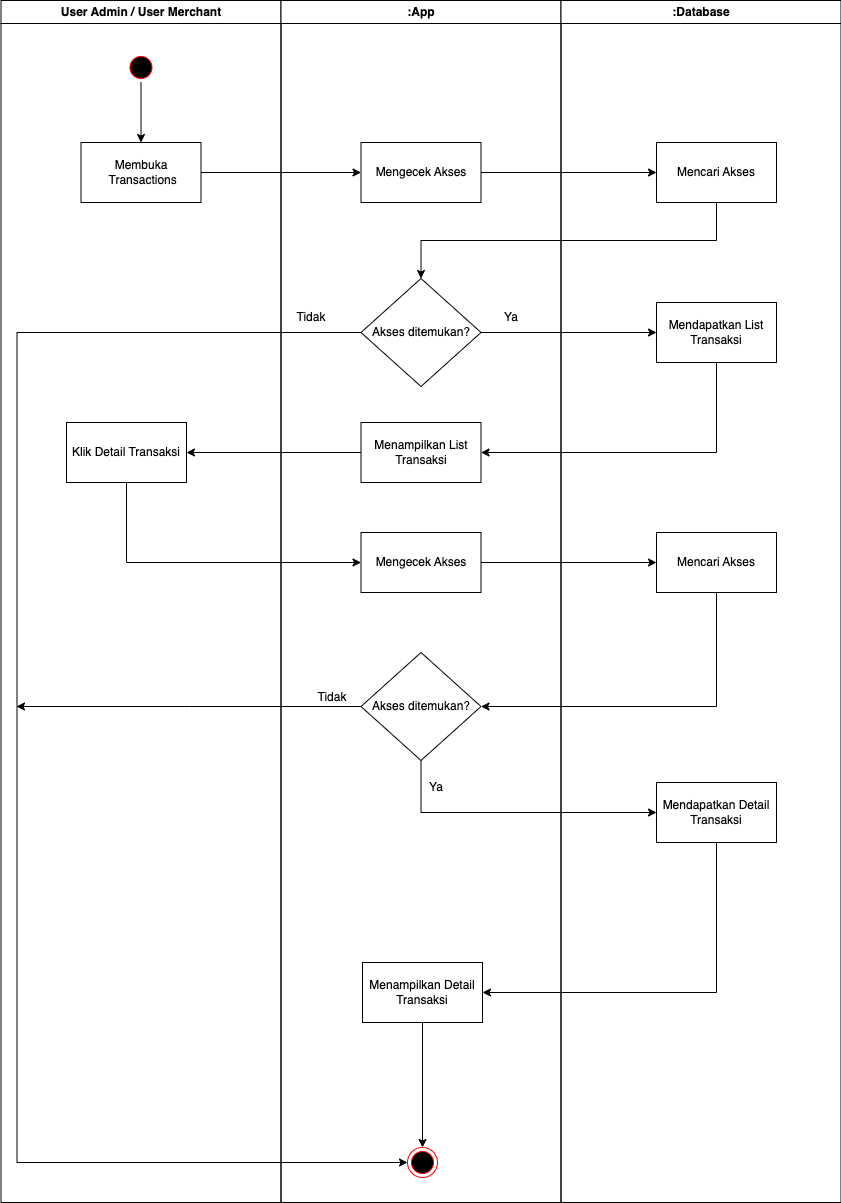 User Admin / User Merchant
:App
:Database
Membuka
Transactions
Mengecek Akses
Mencari Akses
Tidak
Akses ditemukan?
Ya
Mendapatkan List
Transaksi
Klik Detail Transaksi
Menampilkan List
Transaksi
Mengecek Akses
Mencari Akses
Tidak
Akses ditemukan?
Ya
Mendapatkan Detail
Transaksi
Menampilkan Detail
Transaksi